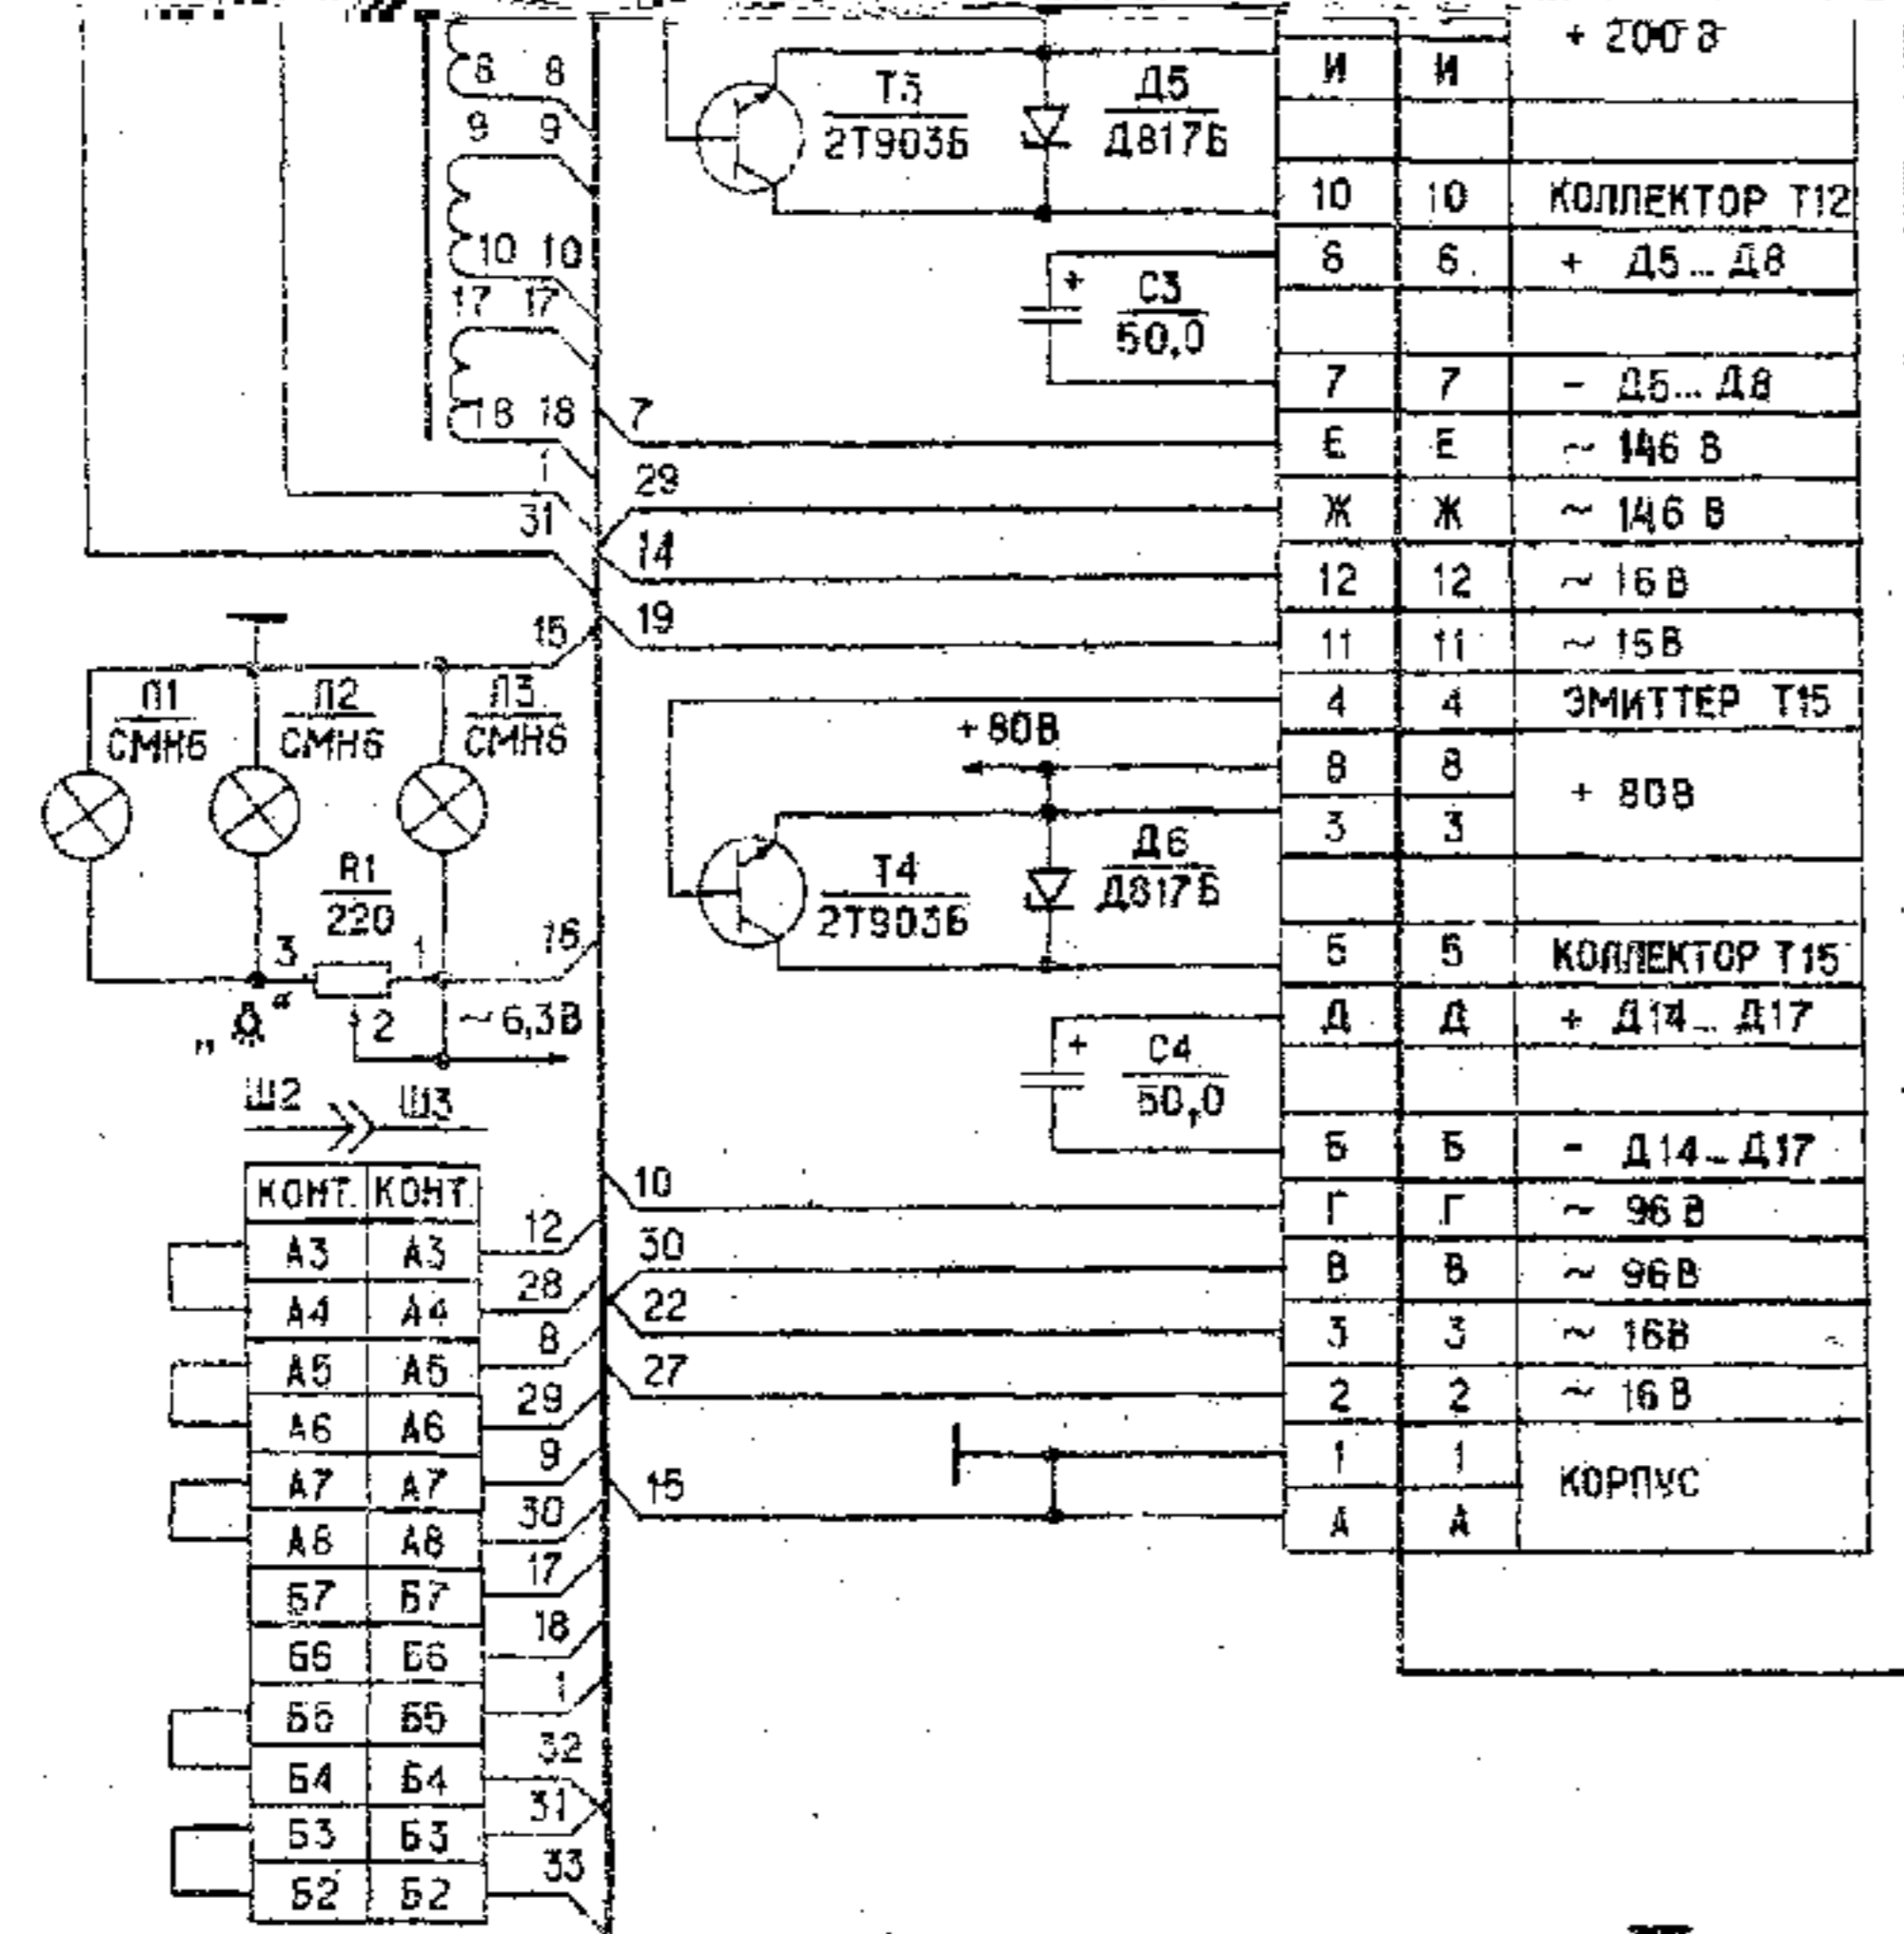 + 200 В
И И
8 8
9 9
Т3
2Т903Б
Д5
Д817Б
10 10 КОЛЛЕКТОР Т12
10 10
6 6 + Д5...Д8
+ С3
50,0
17 17
7 7 - Д5...Д8
18 18
7
Е Е ~ 146 В
1
29
Ж Ж ~ 146 В
31
14
12 12 ~ 16 В
15
19
11 11 ~ 16 В
4 4 ЭМИТТЕР Т15
Л1
СМН6
Л2
СМН6
Л3
СМН6
+80В
8 8
+ 80В
3 3
Д6
Д817Б
Т4
2Т903Б
R1
220
3 1
16
5 5 КОЛЛЕКТОР Т15
" "
2
~6,3В
Д Д + Д14...Д17
+ С4
50,0
Ш2 Ш3
Б Б - Д14...Д17
10
КОНТ. КОНТ.
Г Г ~ 96 В
12
А3 А3
30
В В ~ 96 В
28
А4 А4
22
3 3 ~ 16В
8
А5 А5
27
2 2 ~ 16 В
29
А6 А6
9
1 1
КОРПУС
А7 А7
15
30
А А
А8 А8
17
Б7 Б7
18
Б6 Б6
1
Б5 Б5
32
Б4 Б4
31
Б3 Б3
33
Б2 Б2